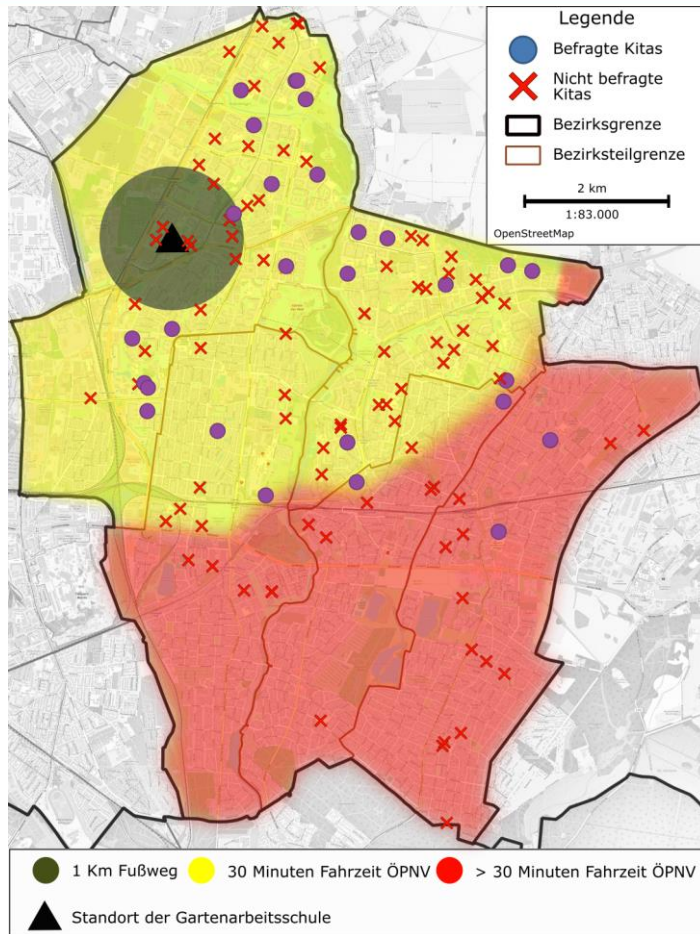 Legende
Befragte Kitas
Nicht befragte
Kitas
Bezirksgrenze
Bezirksteilgrenze
2 km
1:83.000
OpenStreetMap
1 Km Fußweg
30 Minuten Fahrzeit ÖPNV
> 30 Minuten Fahrzeit ÖPNV
Standort der Gartenarbeitsschule